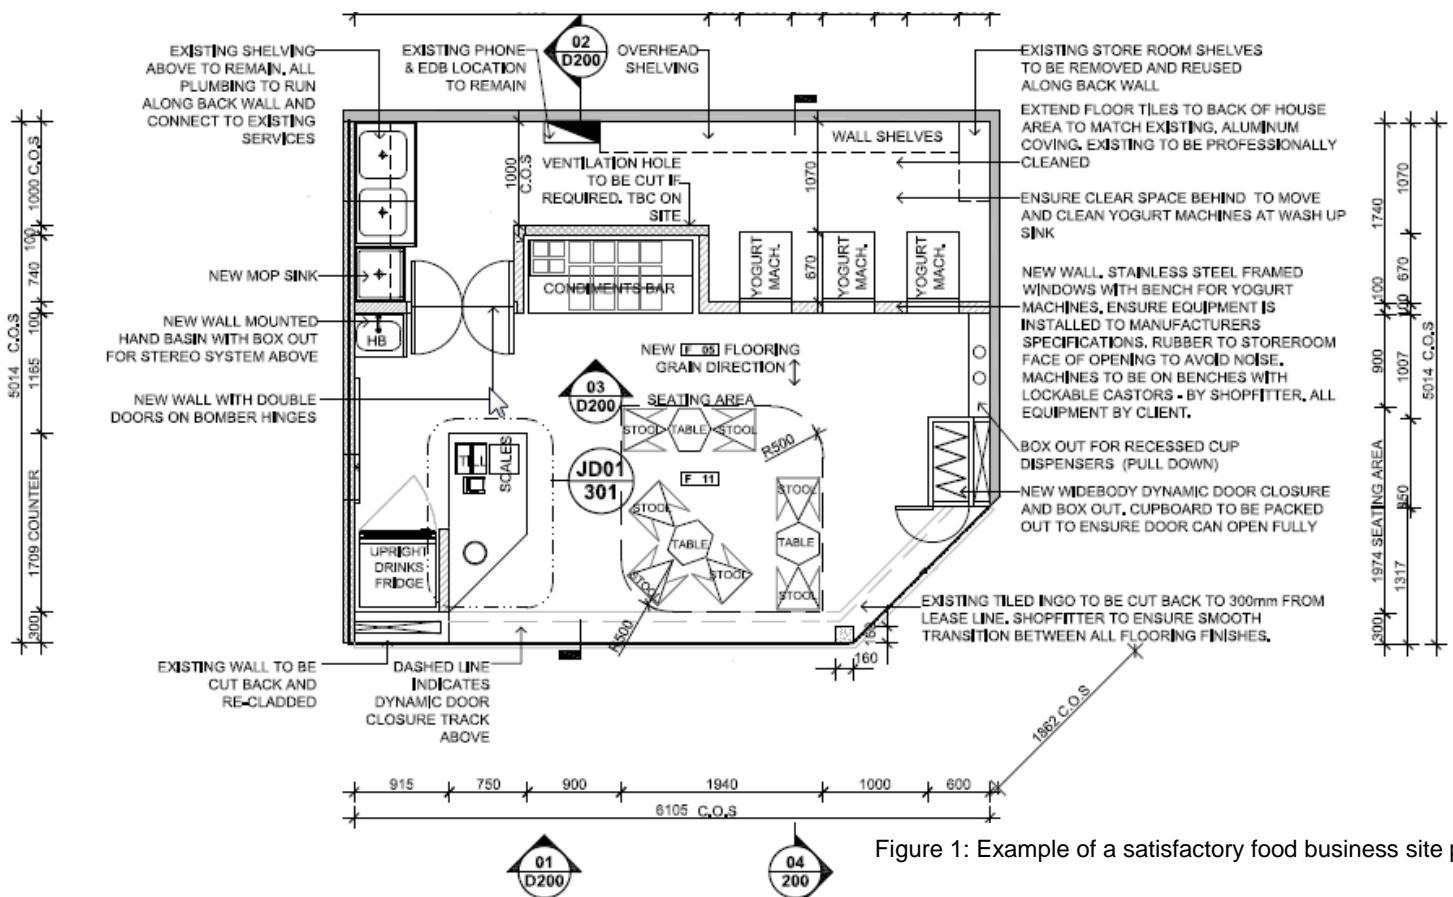 EXISTING SHELVING
ABOVE TO REMAIN. ALL
PLUMBING TO RUN
ALONG BACK WALL AND
CONNECT TO EXISTING
SERVICES
EXISTING PHONE
& EDB LOCATION
TO REMAIN
02
D200
OVERHEAD
SHELVING
EXISTING STORE ROOM SHELVES
TO BE REMOVED AND REUSED
ALONG BACK WALL
EXTEND FLOOR TILES TO BACK OF HOUSE
AREA TO MATCH EXISTING. ALUMINUM
COVING. EXISTING TO BE PROFESSIONALLY
CLEANED
ENSURE CLEAR SPACE BEHIND TO MOVE
AND CLEAN YOGURT MACHINES AT WASH UP
SINK
NEW WALL. STAINLESS STEEL FRAMED
WINDOWS WITH BENCH FOR YOGURT
MACHINES. ENSURE EQUIPMENT IS
INSTALLED TO MANUFACTURERS
SPECIFICATIONS. RUBBER TO STOREROOM
FACE OF OPENING TO AVOID NOISE.
MACHINES TO BE ON BENCHES WITH
LOCKABLE CASTORS - BY SHOPFITTER. ALL
EQUIPMENT BY CLIENT.
BOX OUT FOR RECESSED CUP
DISPENSERS (PULL DOWN)
NEW WIDEBODY DYNAMIC DOOR CLOSURE
AND BOX OUT. CUPBOARD TO BE PACKED
OUT TO ENSURE DOOR CAN OPEN FULLY
EXISTING TILED INGO TO BE CUT BACK TO 300mm FROM
LEASE LINE. SHOPFITTER TO ENSURE SMOOTH
TRANSITION BETWEEN ALL FLOORING FINISHES.
WALL SHELVES
VENTILATION HOLE
TO BE CUT IF
REQUIRED. TBC ON
SITE
1000
C.O.S
1070
670
YOGURT
MACH.
YOGURT
MACH.
YOGURT
MACH.
CONDIMENTS BAR
NEW MOP SINK
NEW WALL MOUNTED
HAND BASIN WITH BOX OUT
FOR STEREO SYSTEM ABOVE
HB
NEW WALL WITH DOUBLE
DOORS ON BOMBER HINGES
NEW F 05 FLOORING
GRAIN DIRECTION
03
D200
SEATING AREA
STOOL
TABLE
STOOL
R500
TILL
SCALES
JD01
301
F 11
STOOL
STOOL
TABLE
TABLE
STOOL
STOOL
STOOL
R500
UPRIGHT
DRINKS
FRIDGE
160
160
EXISTING WALL TO BE
CUT BACK AND
RE-CLADDED
DASHED LINE
INDICATES
DYNAMIC DOOR
CLOSURE TRACK
ABOVE
5014 C.O.S
1000 C.O.S
100
740
100
1165
1709 COUNTER
300
1740
100
900
1974 SEATING AREA
300
1070
670
100
1007
850
1317
5014 C.O.S
1862 C.O.S
915
750
900
1940
1000
600
6105 C.O.S
01
D200
04
200
Figure 1: Example of a satisfactory food business site